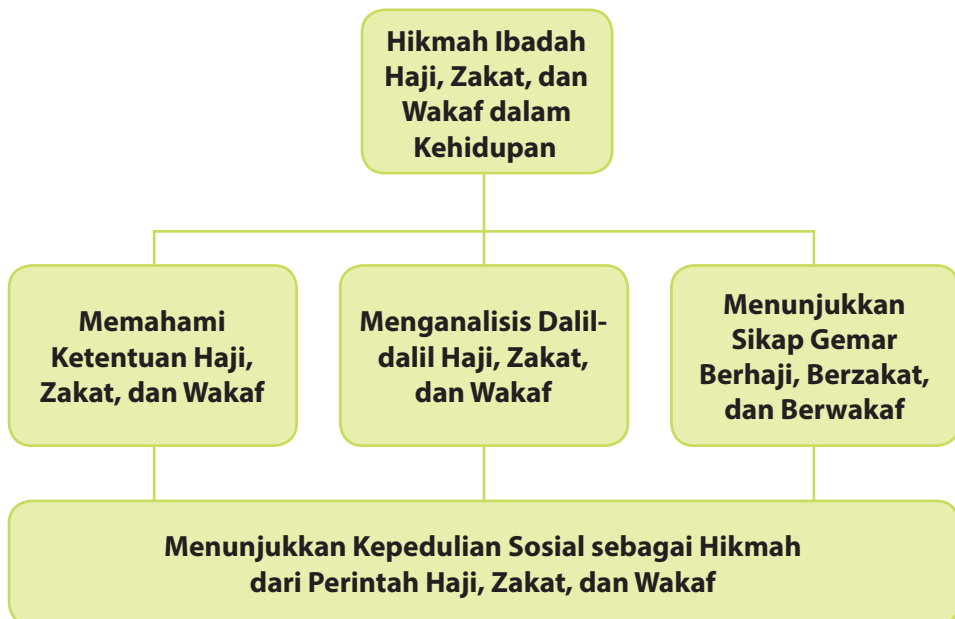 Hikmah Ibadah
Haji, Zakat, dan
Wakaf dalam
Kehidupan
Memahami
Ketentuan Haji,
Zakat, dan Wakaf
Menganalisis Dalil-
dalil Haji, Zakat,
dan Wakaf
Menunjukkan
Sikap Gemar
Berhaji, Berzakat,
dan Berwakaf
Menunjukkan Kepedulian Sosial sebagai Hikmah
dari Perintah Haji, Zakat, dan Wakaf